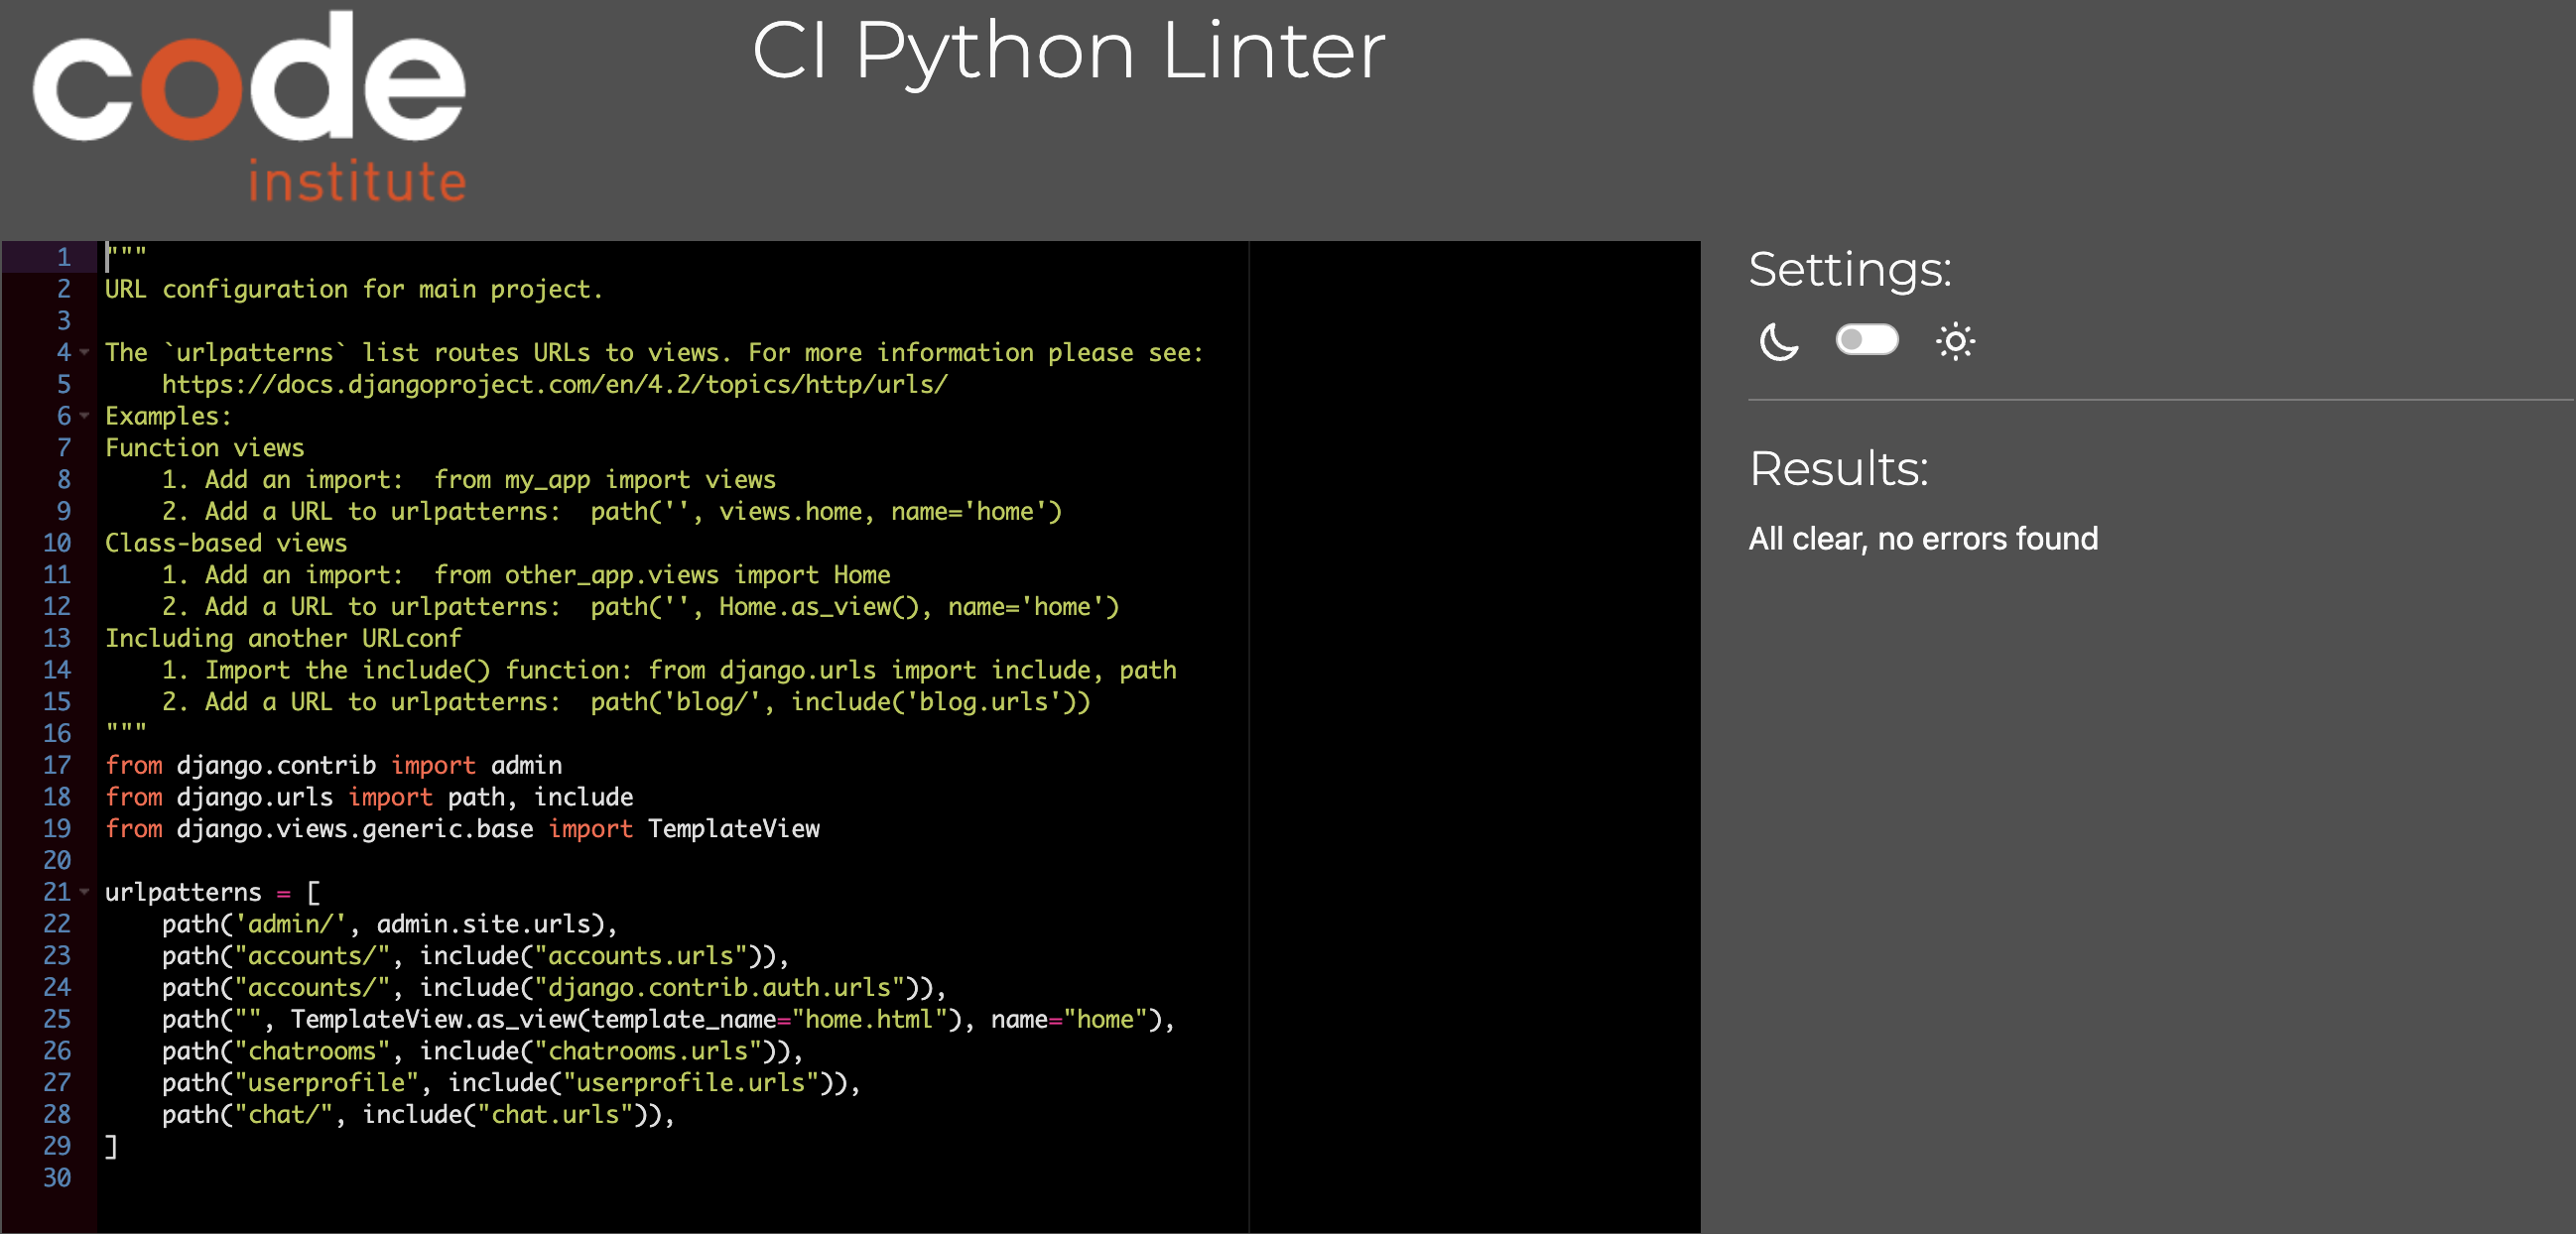 code
institute
CI Python Linter
1 """
2 URL configuration for main project.
3
4 The `urlpatterns` list routes URLs to views. For more information please see:
5     https://docs.djangoproject.com/en/4.2/topics/http/urls/
6 Examples:
7 Function views
8     1. Add an import:  from my_app import views
9     2. Add a URL to urlpatterns:  path('', views.home, name='home')
10 Class-based views
11     1. Add an import:  from other_app.views import Home
12     2. Add a URL to urlpatterns:  path('', Home.as_view(), name='home')
13 Including another URLconf
14     1. Import the include() function: from django.urls import include, path
15     2. Add a URL to urlpatterns:  path('blog/', include('blog.urls'))
16 """
17 from django.contrib import admin
18 from django.urls import path, include
19 from django.views.generic.base import TemplateView
20
21 urlpatterns = [
22     path('admin/', admin.site.urls),
23     path("accounts/", include("accounts.urls")),
24     path("accounts/", include("django.contrib.auth.urls")),
25     path("", TemplateView.as_view(template_name="home.html"), name="home"),
26     path("chatrooms", include("chatrooms.urls")),
27     path("userprofile", include("userprofile.urls")),
28     path("chat/", include("chat.urls")),
29 ]
30
Settings:
Results:
All clear, no errors found